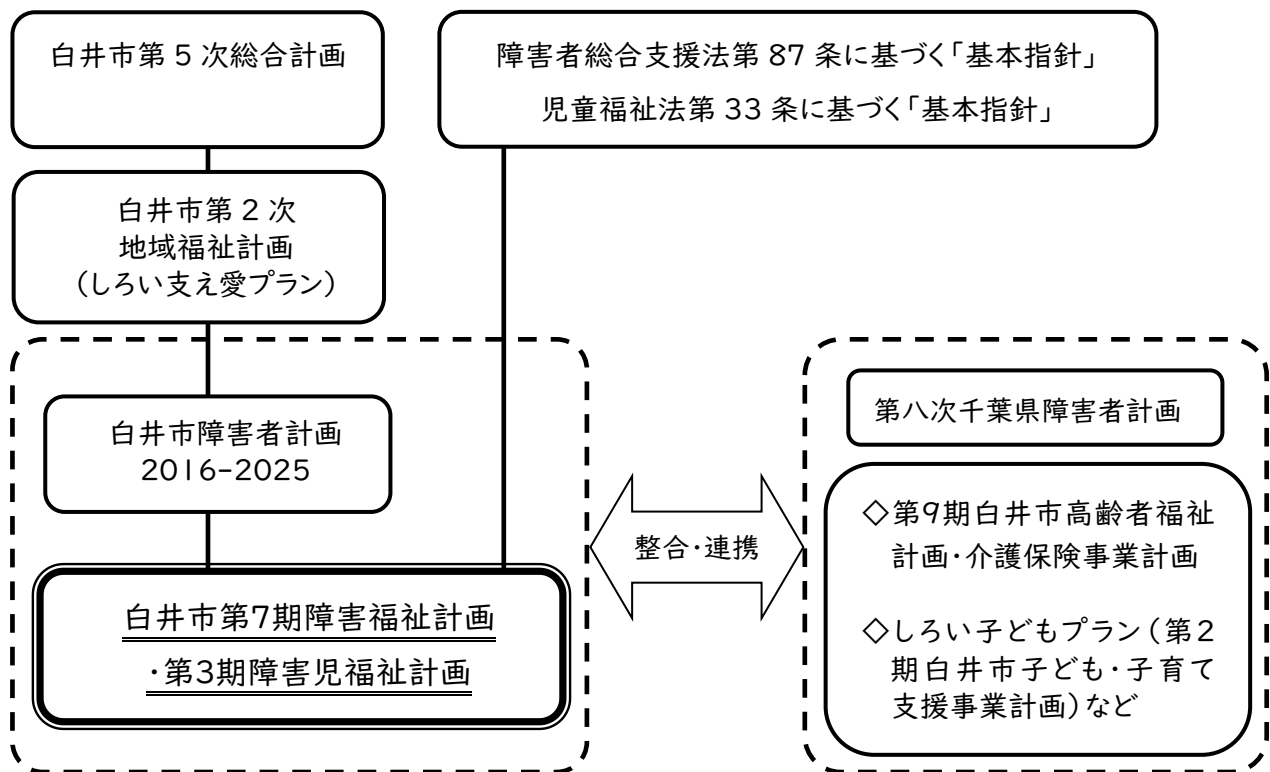 白井市第5次総合計画
障害者総合支援法第87条に基づく「基本指針」
児童福祉法第33条に基づく「基本指針」
白井市第2次
地域福祉計画
(しろい支え愛プラン)
白井市障害者計画
2016-2025
白井市第7期障害福祉計画
・第3期障害児福祉計画
整合・連携
第八次千葉県障害者計画
◇第9期白井市高齢者福祉
計画・介護保険事業計画
◇しろい子どもプラン(第2
期白井市子ども・子育て
支援事業計画)など